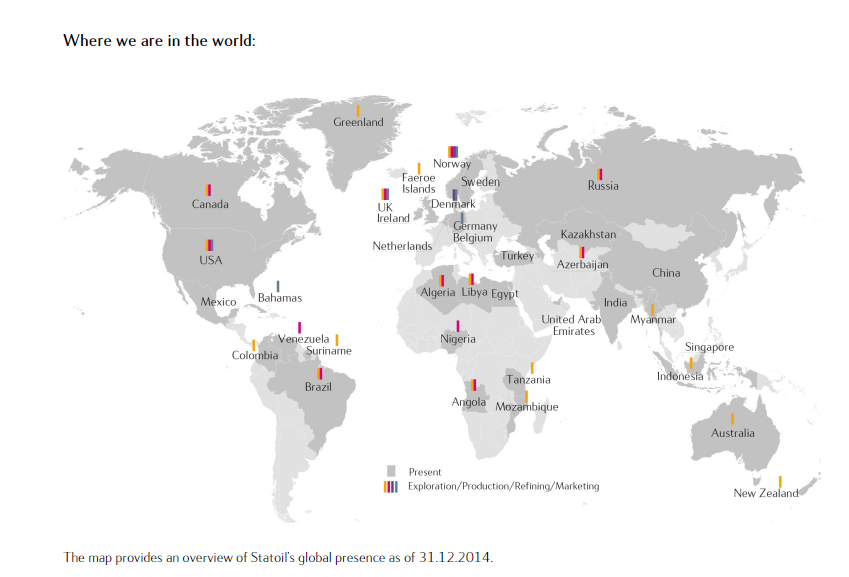 Where we are in the world:
Greenland
Norway
Faeroe
Islands
Sweden
Russia
Canada
UK
Ireland
Denmark
Germany
Belgium
Kazakhstan
Netherlands
USA
Turkey
Azerbaijan
China
Algeria
Libya
Egypt
Mexico
Bahamas
India
United Arab
Emirates
Myanmar
Venezuela
Nigeria
Suriname
Colombia
Singapore
Brazil
Tanzania
Indonesia
Angola
Mozambique
Australia
Present
Exploration/Production/Refining/Marketing
New Zealand
The map provides an overview of Statoil's global presence as of 31.12.2014.